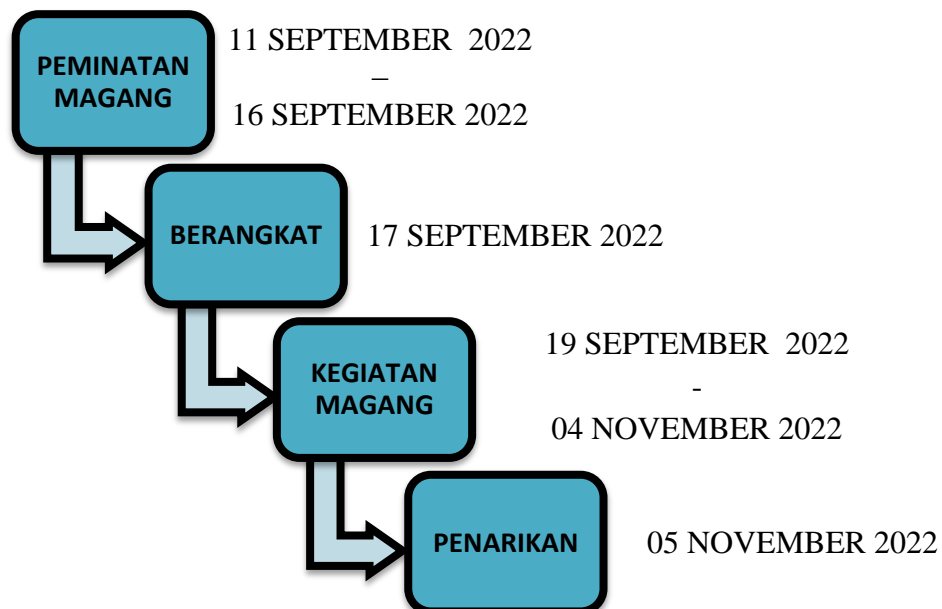 PEMINATAN
MAGANG
11 SEPTEMBER 2022
–
16 SEPTEMBER 2022
BERANGKAT
17 SEPTEMBER 2022
KEGIATAN
MAGANG
19 SEPTEMBER 2022
-
04 NOVEMBER 2022
PENARIKAN
05 NOVEMBER 2022